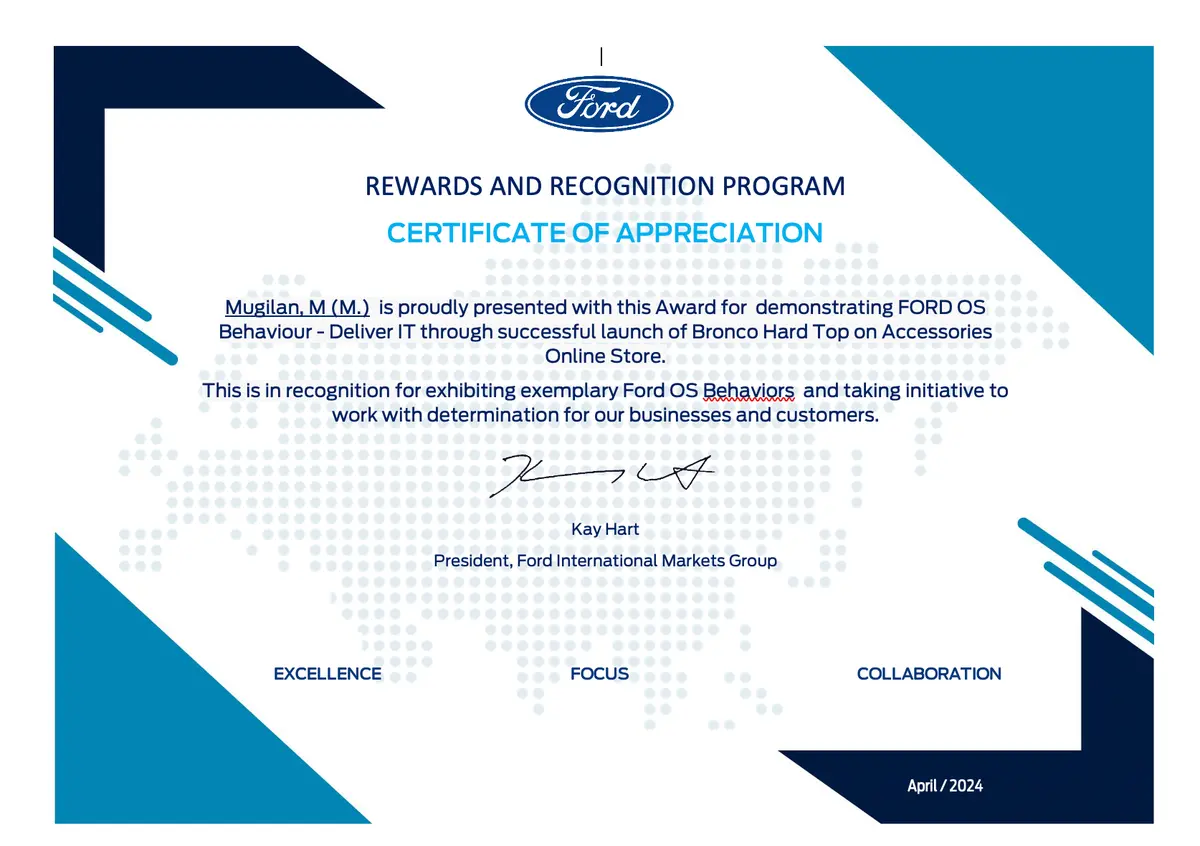 Ford
REWARDS AND RECOGNITION PROGRAM
CERTIFICATE OF APPRECIATION
Mugilan, M (M.) is proudly presented with this Award for demonstrating FORD OS
Behaviour - Deliver IT through successful launch of Bronco Hard Top on Accessories
Online Store.
This is in recognition for exhibiting exemplary Ford OS Behaviors and taking initiative to
work with determination for our businesses and customers.
Kay Hart
President, Ford International Markets Group
EXCELLENCE
FOCUS
COLLABORATION
April / 2024